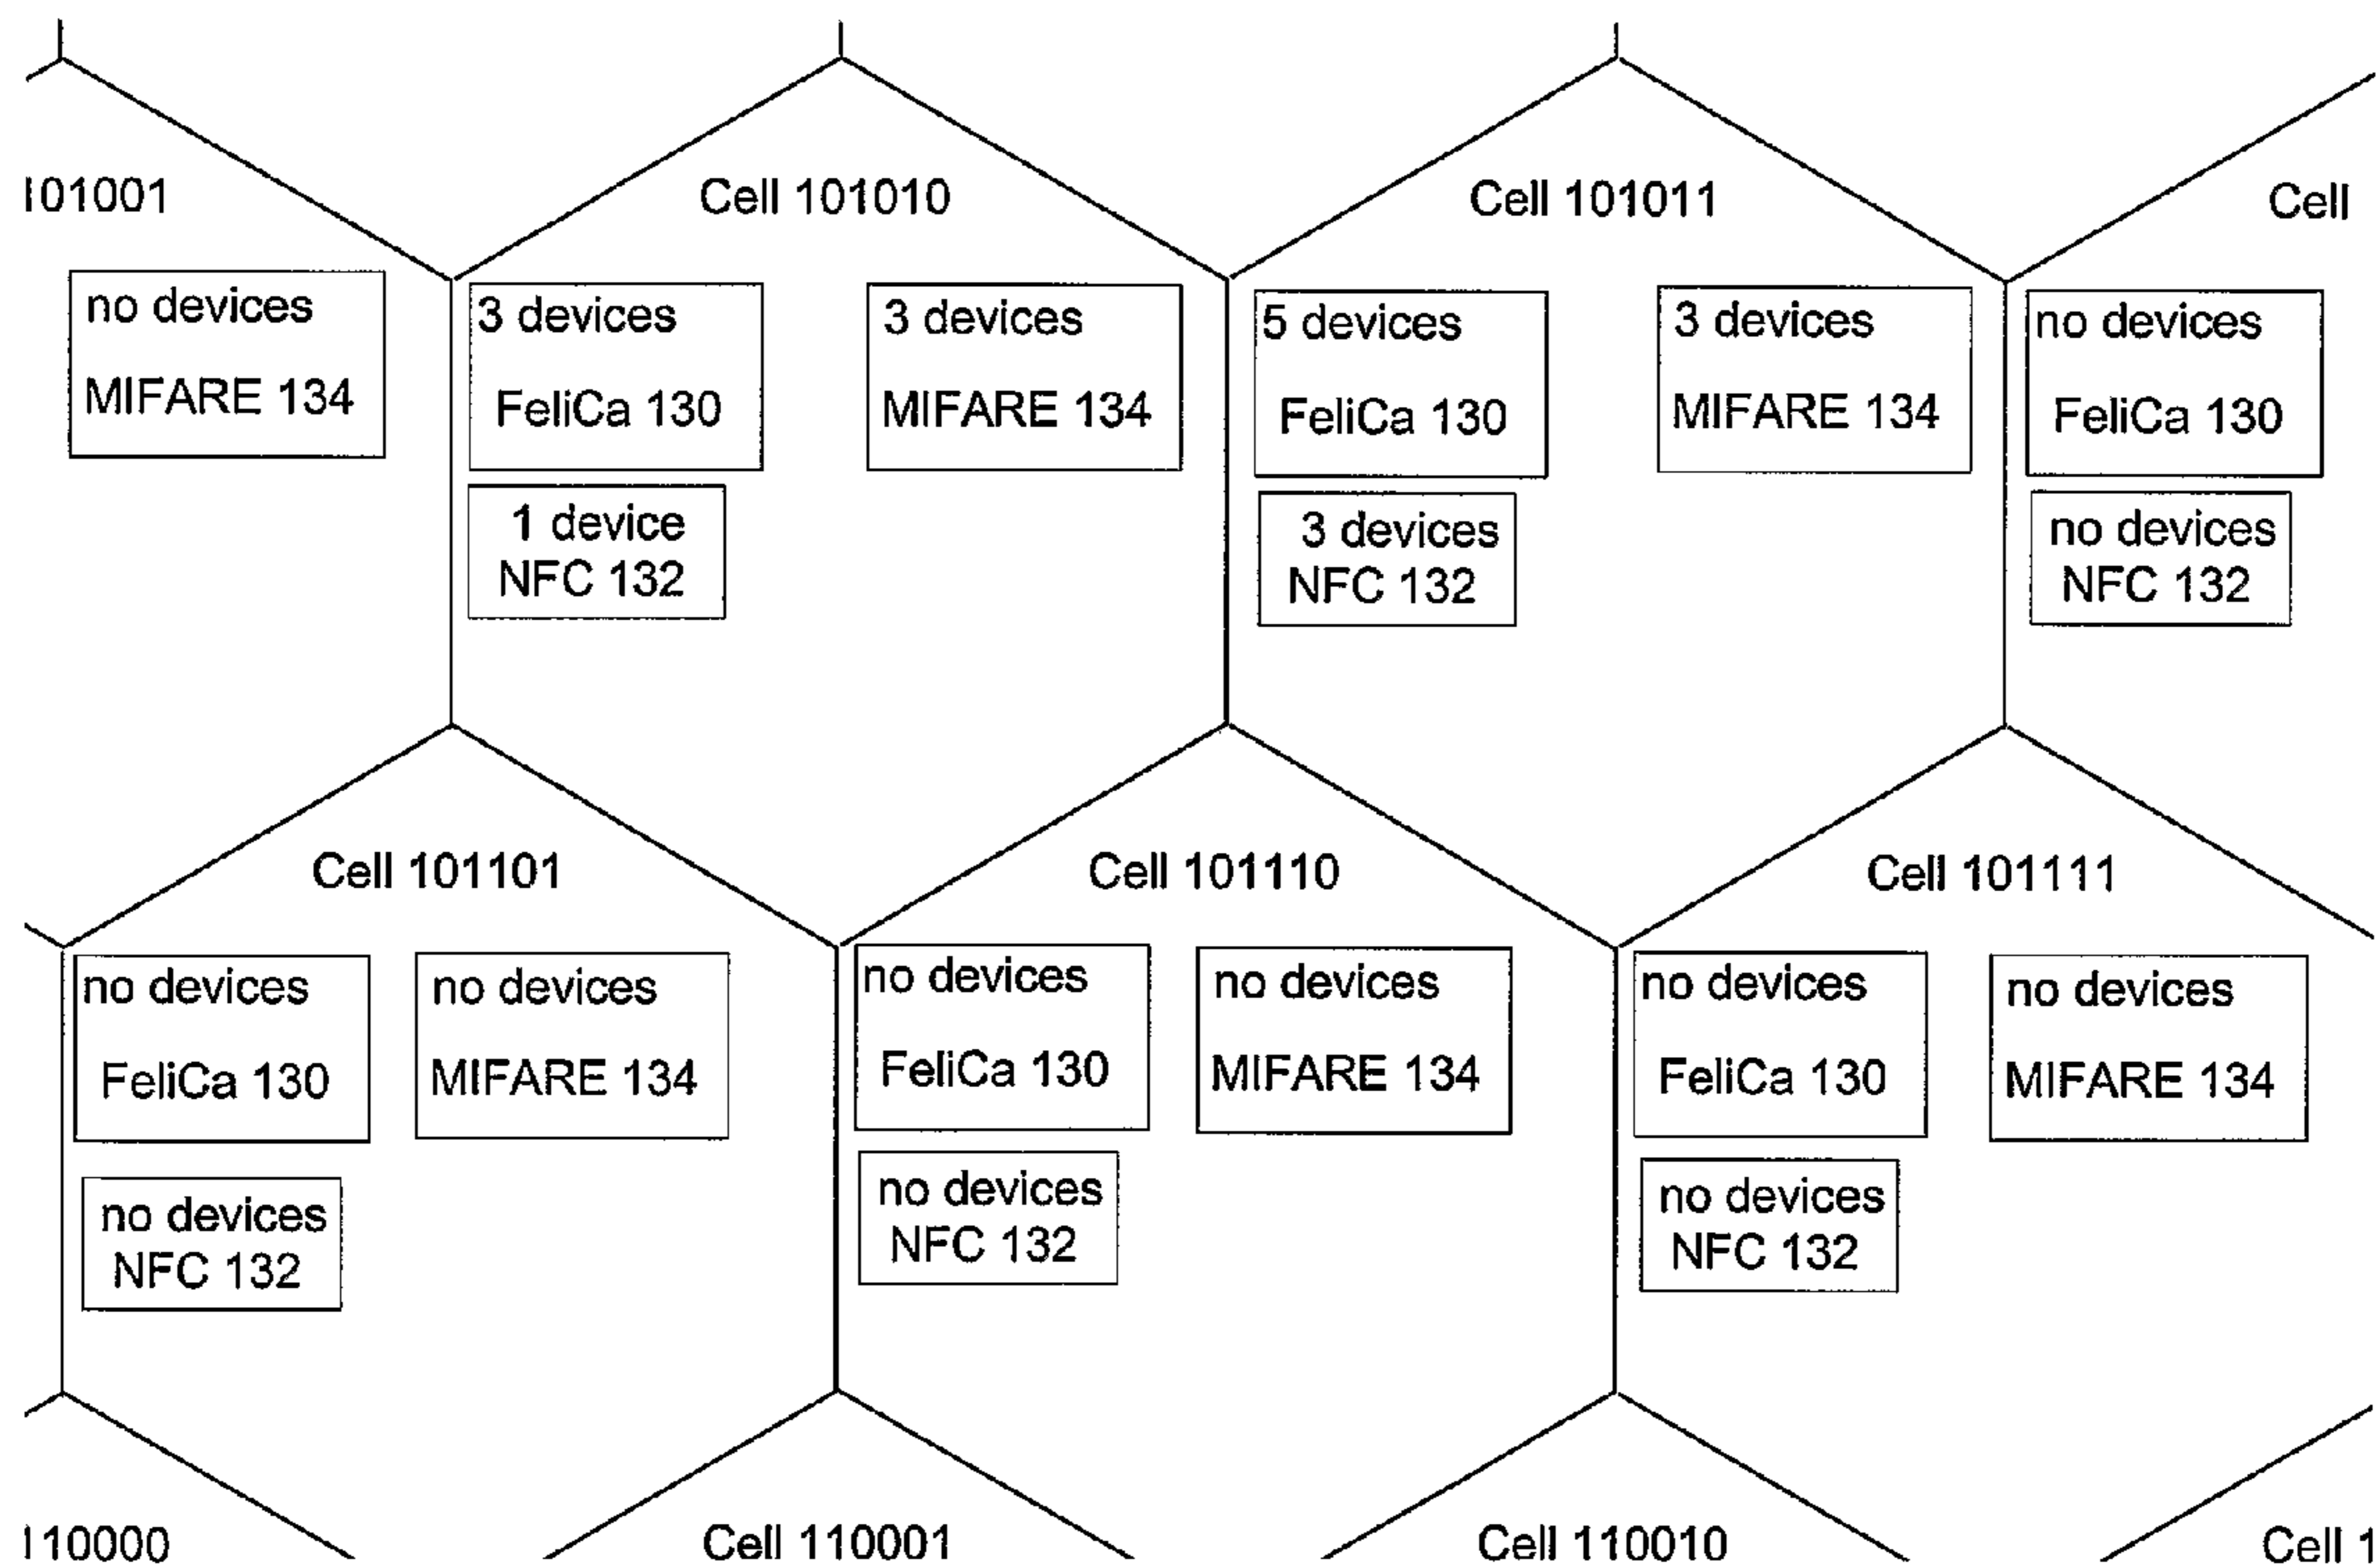 101001
Cell 101010
Cell 101011
Cell
no devices
MIFARE 134
3 devices
FeliCa 130
1 device
NFC 132
3 devices
MIFARE 134
5 devices
FeliCa 130
3 devices
NFC 132
3 devices
MIFARE 134
no devices
FeliCa 130
no devices
NFC 132
Cell 101101
Cell 101110
Cell 101111
no devices
FeliCa 130
no devices
NFC 132
no devices
MIFARE 134
no devices
FeliCa 130
no devices
NFC 132
no devices
MIFARE 134
no devices
FeliCa 130
no devices
NFC 132
no devices
MIFARE 134
110000
Cell 110001
Cell 110010
Cell 1